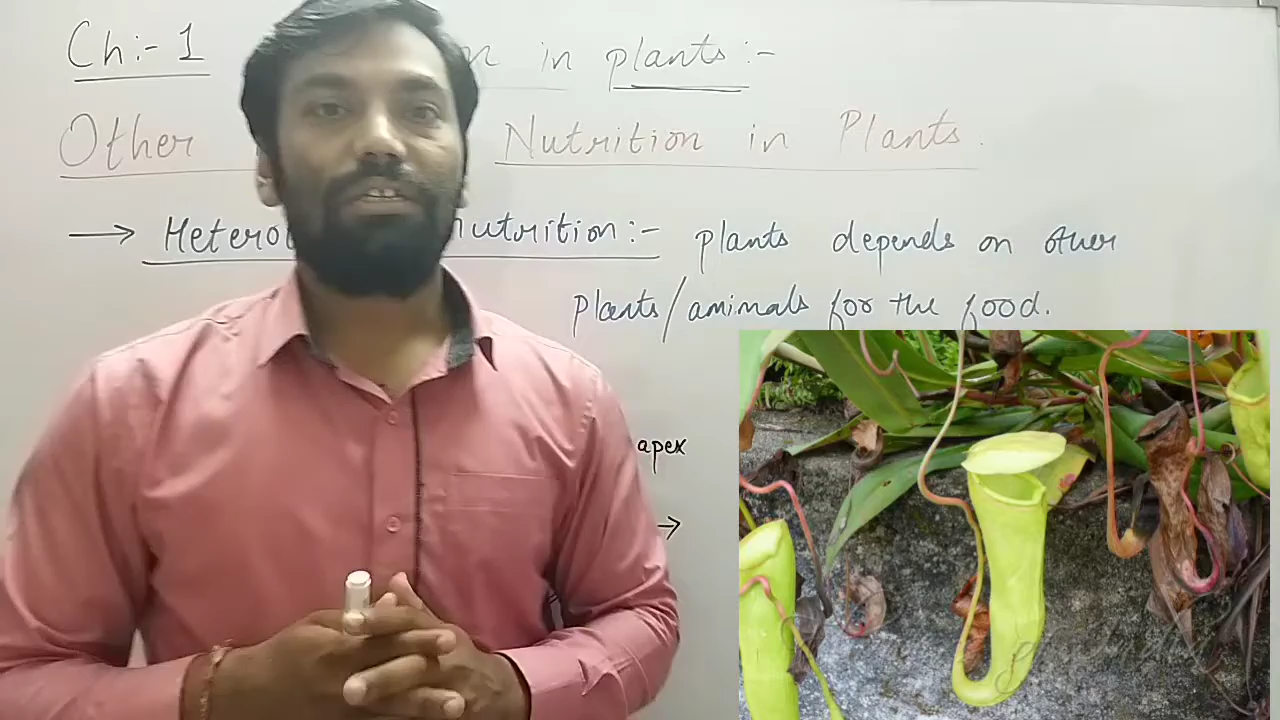 Ch:- 1 in plants:-
Other Nutrition in Plants.
→ Hetero nutrition:- plants depends on other
Plants/animals for the food.
apex
→